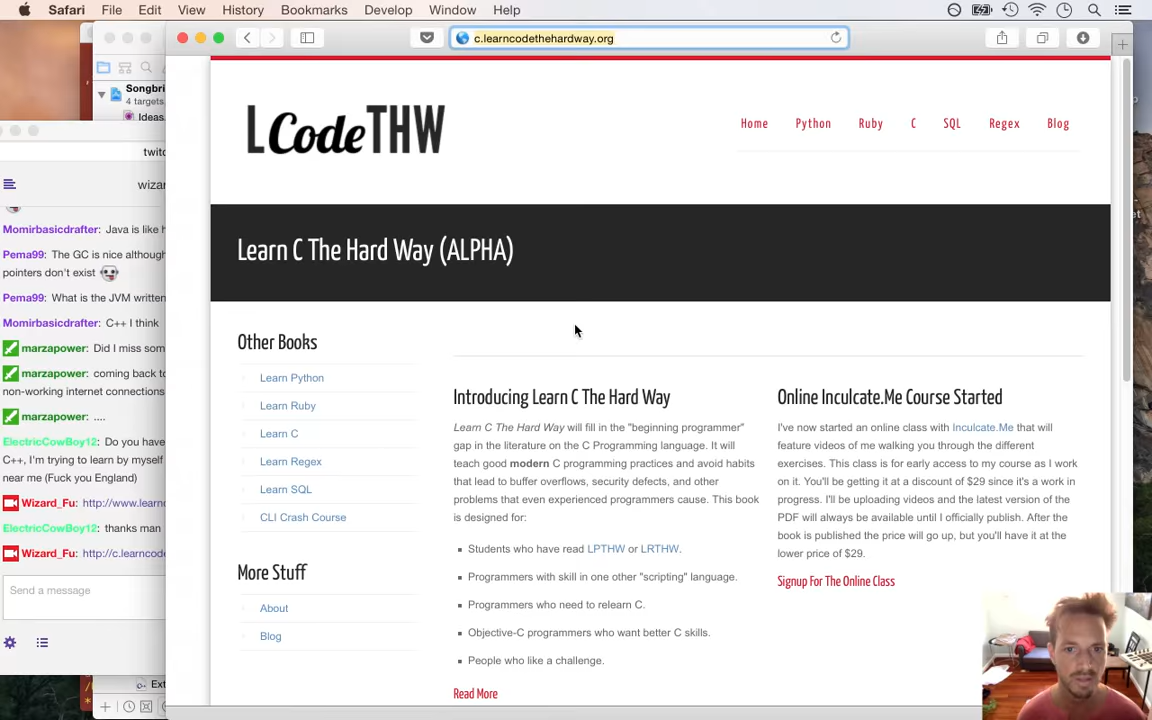 Safari File Edit View History Bookmarks Develop Window Help
c.learncodethehardway.org
Songbri
4 targets
Ideas.
twitc
wizar
Momirbasicdrafter: Java is like h
Pema99: The GC is nice although
pointers don't exist
Pema99: What is the JVM written
Momirbasicdrafter: C++ I think
marzapower: Did I miss som
marzapower: coming back to
non-working internet connections
marzapower: ....
ElectricCowBoy12: Do you have
C++, I'm trying to learn by myself
near me (Fuck you England)
Wizard_Fu: http://www.learn
ElectricCowBoy12: thanks man
Wizard_Fu: http://c.learncode
Send a message
Ext
LCodeTHW
Home Python Ruby C SQL Regex Blog
Learn C The Hard Way (ALPHA)
Other Books
Learn Python
Learn Ruby
Learn C
Learn Regex
Learn SQL
CLI Crash Course
More Stuff
About
Blog
Introducing Learn C The Hard Way
Learn C The Hard Way will fill in the "beginning programmer"
gap in the literature on the C Programming language. It will
teach good modern C programming practices and avoid habits
that lead to buffer overflows, security defects, and other
problems that even experienced programmers cause. This book
is designed for:
Students who have read LPTHW or LRTHW.
Programmers with skill in one other "scripting" language.
Programmers who need to relearn C.
Objective-C programmers who want better C skills.
People who like a challenge.
Read More
Online Inculcate.Me Course Started
I've now started an online class with Inculcate.Me that will
feature videos of me walking you through the different
exercises. This class is for early access to my course as I work
on it. You'll be getting it at a discount of $29 since it's a work in
progress. I'll be uploading videos and the latest version of the
PDF will always be available until I officially publish. After the
book is published the price will go up, but you'll have it at the
lower price of $29.
Signup For The Online Class